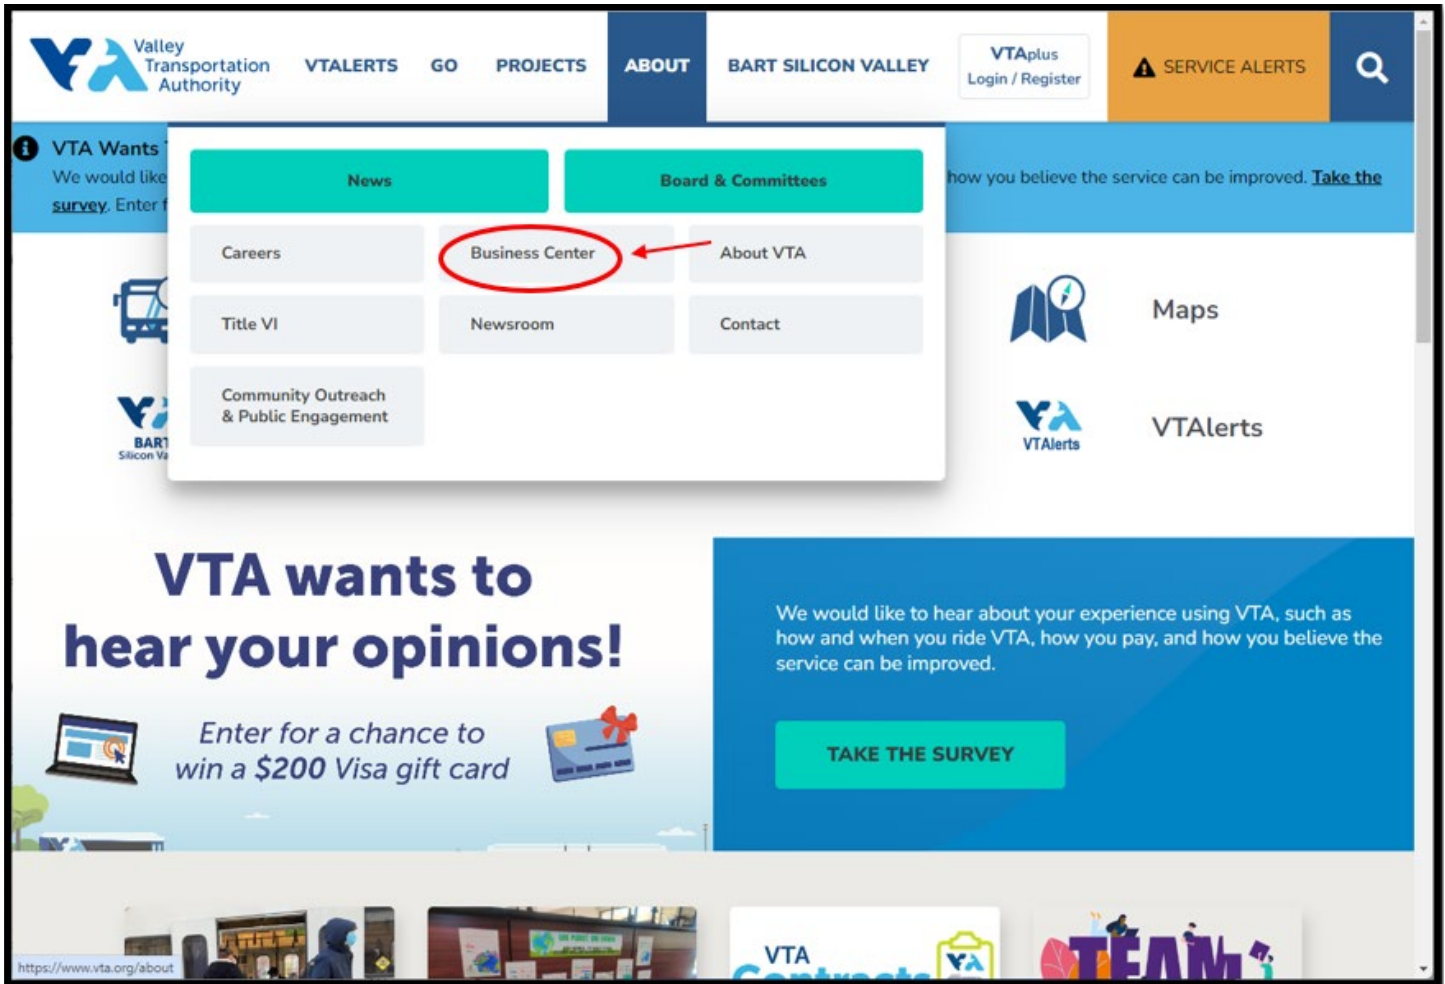 Valley
Transportation
Authority
VTALERTS GO PROJECTS ABOUT BART SILICON VALLEY
VTAplus
Login / Register
SERVICE ALERTS
VTA Wants
We would like how you believe the service can be improved. Take the
survey. Enter
News Board & Committees
Careers Business Center About VTA
Title VI Newsroom Contact
Community Outreach
& Public Engagement
Maps
BART
Silicon
VTAlerts
VTAlerts
VTA wants to
hear your opinions!
Enter for a chance to
win a $200 Visa gift card
We would like to hear about your experience using VTA, such as
how and when you ride VTA, how you pay, and how you believe the
service can be improved.
TAKE THE SURVEY
VTA
Contracts
TEAM
https://www.vta.org/about